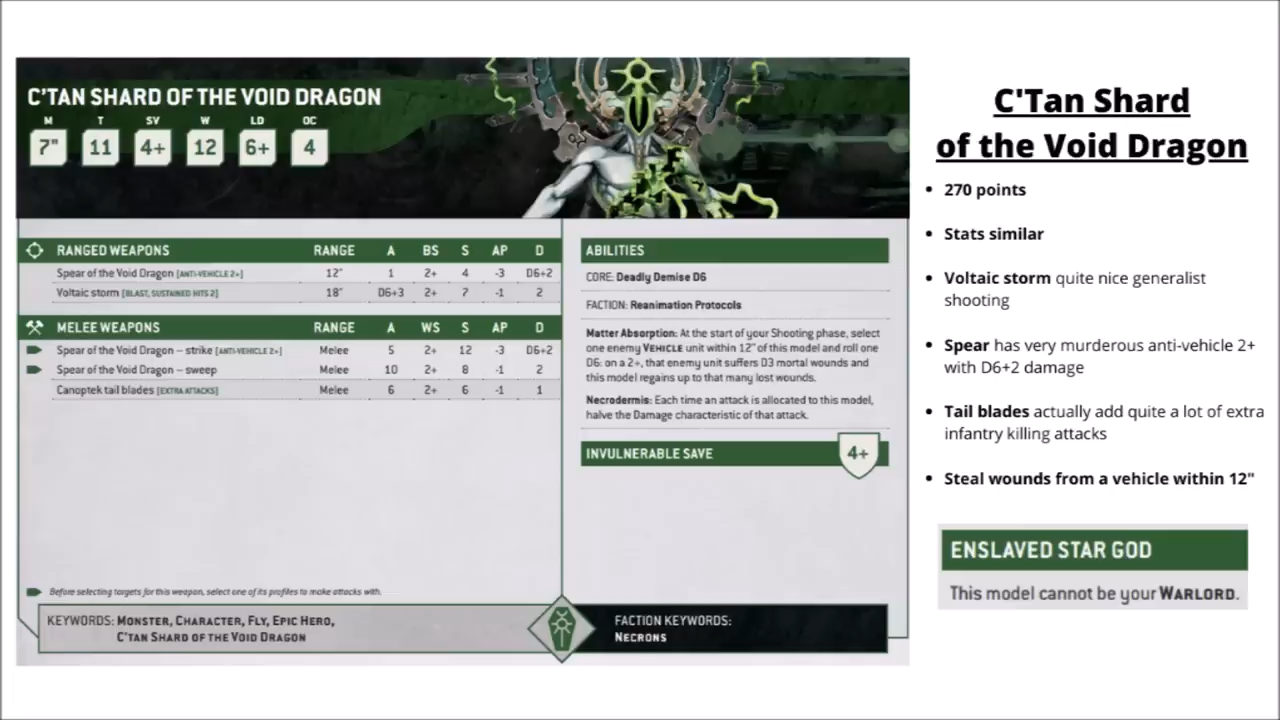 C'TAN SHARD OF THE VOID DRAGON
M T SV W LD OC
7" 11 4+ 12 6+ 4
RANGED WEAPONS RANGE A BS S AP D
Spear of the Void Dragon [ANTI-VEHICLE 2+] 12" 1 2+ 4 -3 D6+2
Voltaic storm [BLAST, SUSTAINED HITS 2] 18" D6+3 2+ 7 -1 2
MELEE WEAPONS RANGE A WS S AP D
Spear of the Void Dragon – strike [ANTI-VEHICLE 2+] Melee 5 2+ 12 -3 D6+2
Spear of the Void Dragon – sweep Melee 10 2+ 8 -1 2
Canoptek tail blades [EXTRA ATTACKS] Melee 6 2+ 6 -1 1
Before selecting targets for this weapon, select one of its profiles to make attacks with.
KEYWORDS: MONSTER, CHARACTER, FLY, EPIC HERO,
C'TAN SHARD OF THE VOID DRAGON
ABILITIES
CORE: Deadly Demise D6
FACTION: Reanimation Protocols
Matter Absorption: At the start of your Shooting phase, select
one enemy VEHICLE unit within 12" of this model and roll one
D6: on a 2+, that enemy unit suffers D3 mortal wounds and
this model regains up to that many lost wounds.
Necrodermis: Each time an attack is allocated to this model,
halve the Damage characteristic of that attack.
INVULNERABLE SAVE 4+
FACTION KEYWORDS:
NECRONS
C'Tan Shard
of the Void Dragon
• 270 points
• Stats similar
• Voltaic storm quite nice generalist
shooting
• Spear has very murderous anti-vehicle 2+
with D6+2 damage
• Tail blades actually add quite a lot of extra
infantry killing attacks
• Steal wounds from a vehicle within 12"
ENSLAVED STAR GOD
This model cannot be your WARLORD.